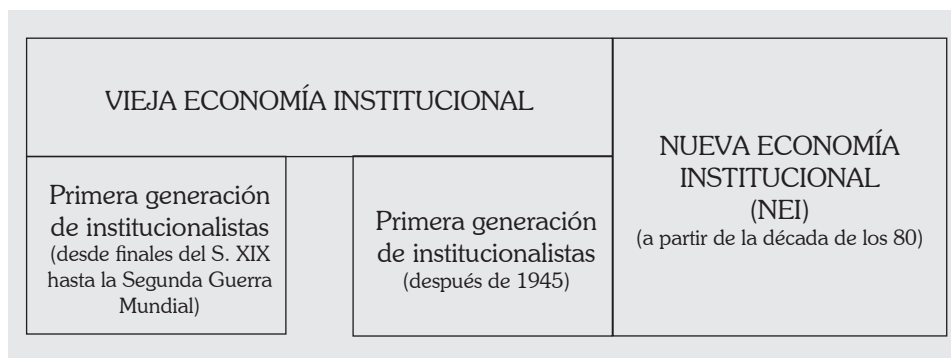 VIEJA ECONOMÍA INSTITUCIONAL
Primera generación
de institucionalistas
(desde finales del S. XIX
hasta la Segunda Guerra
Mundial)
Primera generación
de institucionalistas
(después de 1945)
NUEVA ECONOMÍA
INSTITUCIONAL
(NEI)
(a partir de la década de los 80)